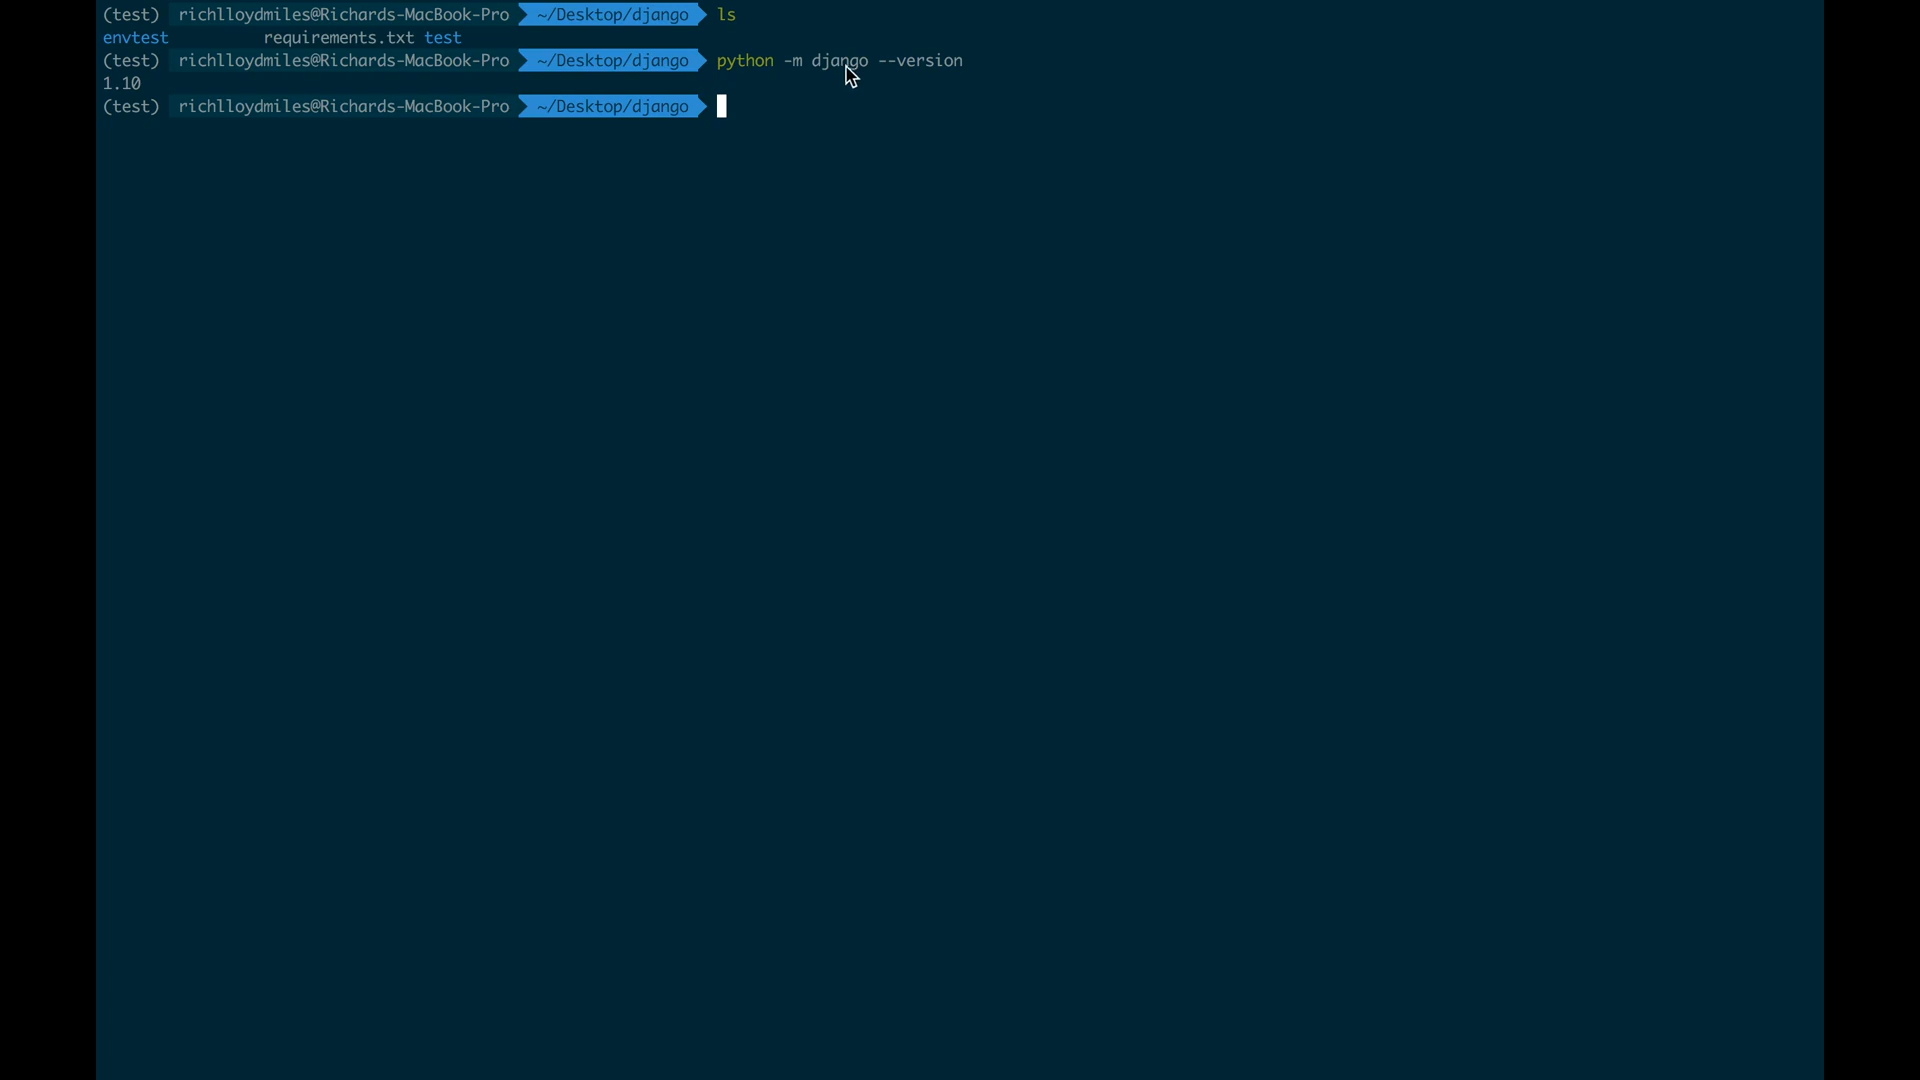 (test) richlloydmiles@Richards-MacBook-Pro ~/Desktop/django ls
envtest requirements.txt test
(test) richlloydmiles@Richards-MacBook-Pro ~/Desktop/django python -m django --version
1.10
(test) richlloydmiles@Richards-MacBook-Pro ~/Desktop/django